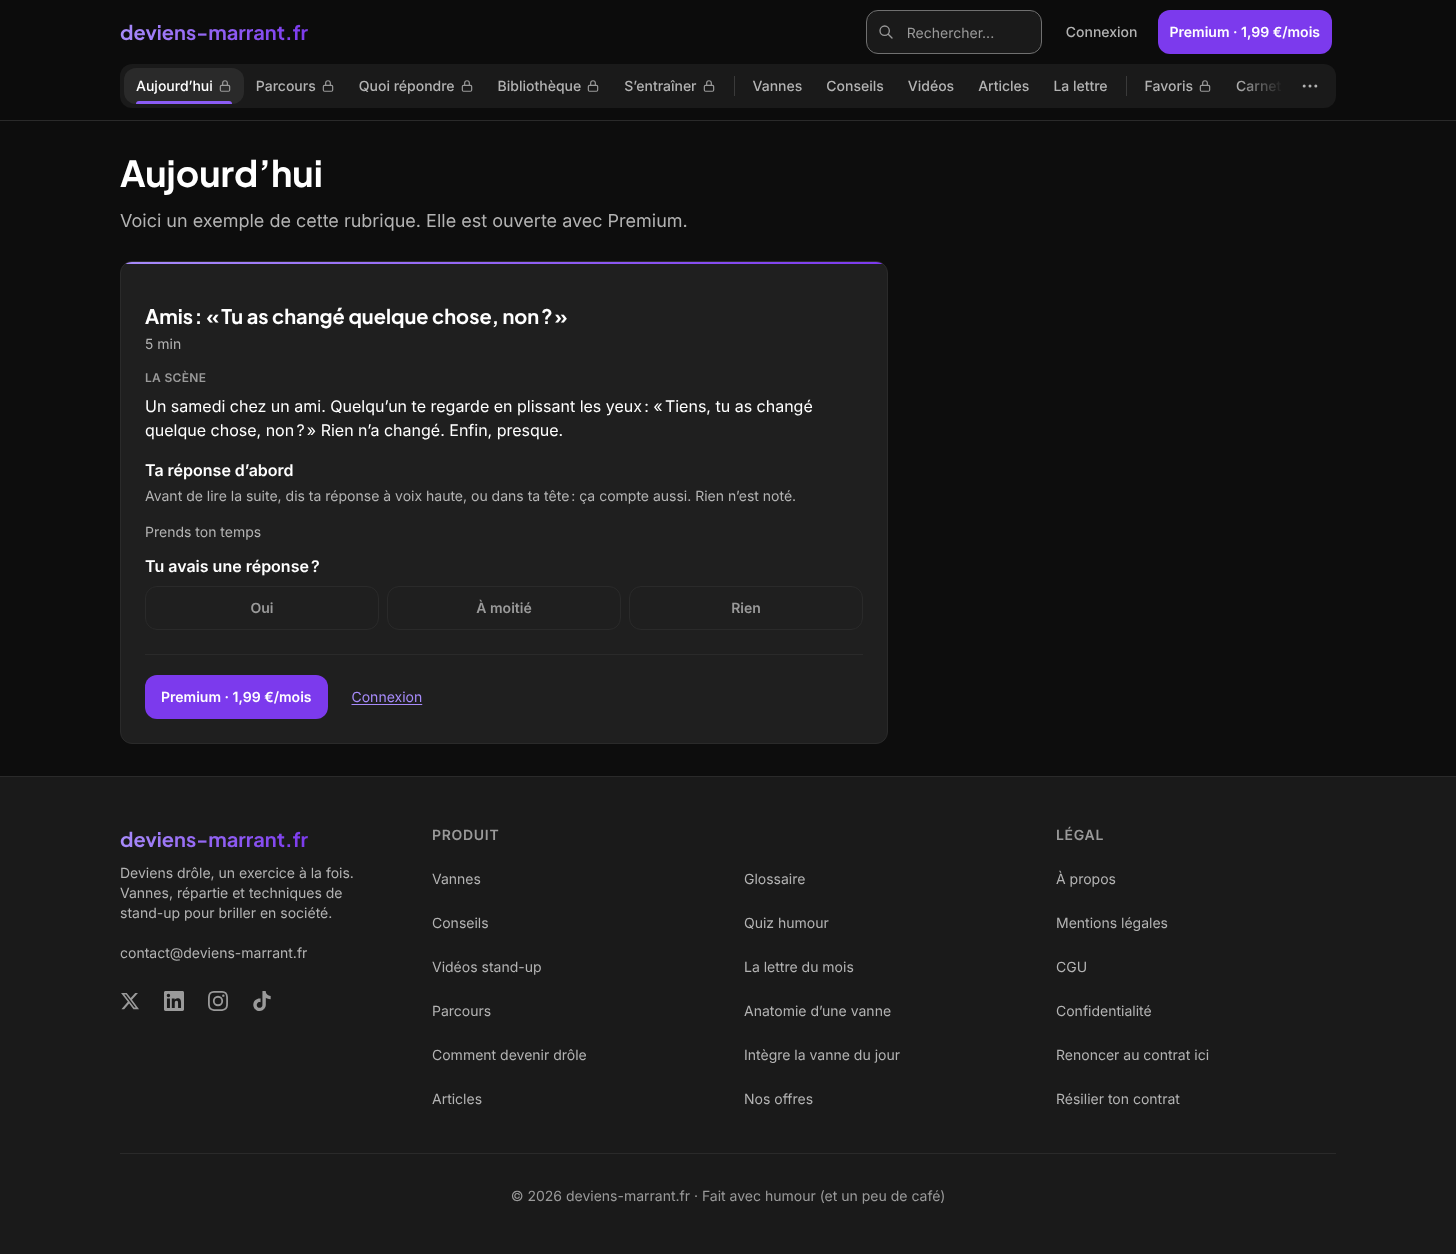 deviens-marrant.fr
Rechercher...
Connexion
Premium · 1,99 €/mois
Aujourd’hui
Parcours
Quoi répondre
Bibliothèque
S’entraîner
Vannes
Conseils
Vidéos
Articles
La lettre
Favoris
Carnet
Aujourd’hui
Voici un exemple de cette rubrique. Elle est ouverte avec Premium.
Amis : « Tu as changé quelque chose, non ? »
5 min
LA SCÈNE
Un samedi chez un ami. Quelqu’un te regarde en plissant les yeux : « Tiens, tu as changé
quelque chose, non ? » Rien n’a changé. Enfin, presque.
Ta réponse d’abord
Avant de lire la suite, dis ta réponse à voix haute, ou dans ta tête : ça compte aussi. Rien n’est noté.
Prends ton temps
Tu avais une réponse ?
Oui
À moitié
Rien
Premium · 1,99 €/mois
Connexion
deviens-marrant.fr
Deviens drôle, un exercice à la fois.
Vannes, répartie et techniques de
stand-up pour briller en société.
contact@deviens-marrant.fr
PRODUIT
Vannes
Conseils
Vidéos stand-up
Parcours
Comment devenir drôle
Articles
Glossaire
Quiz humour
La lettre du mois
Anatomie d’une vanne
Intègre la vanne du jour
Nos offres
LÉGAL
À propos
Mentions légales
CGU
Confidentialité
Renoncer au contrat ici
Résilier ton contrat
© 2026 deviens-marrant.fr · Fait avec humour (et un peu de café)